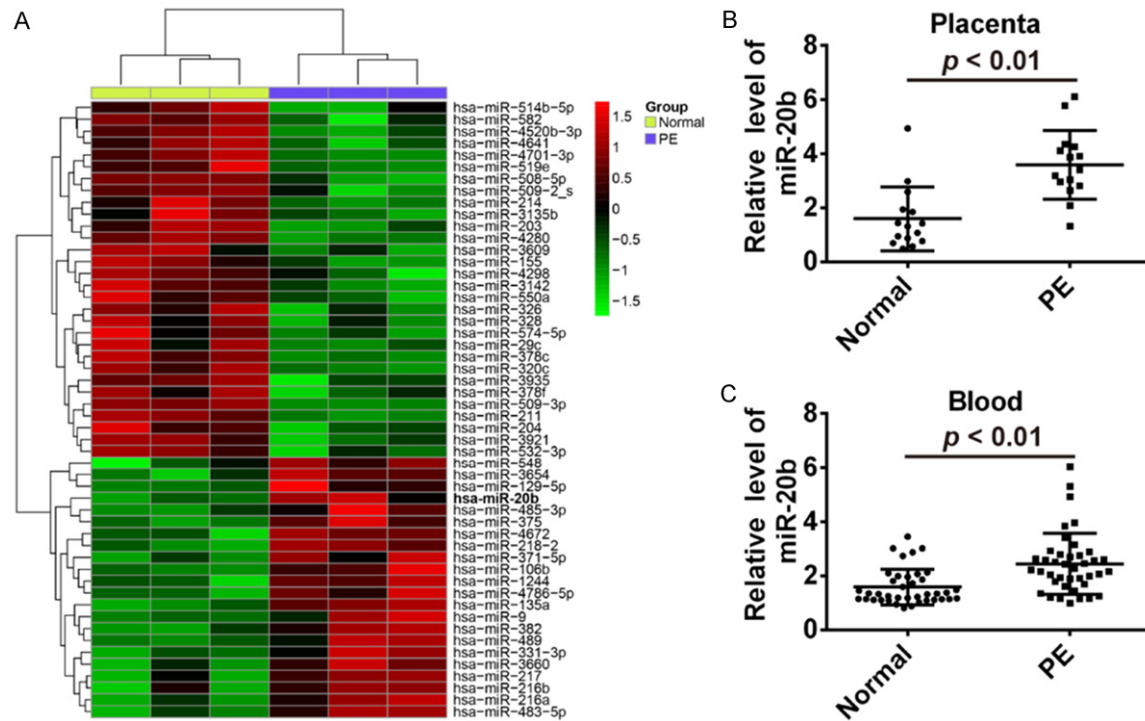 A
hsa-miR-514b-5p
hsa-miR-582
hsa-miR-4520b-3p
hsa-miR-4641
hsa-miR-4701-3p
hsa-miR-519e
hsa-miR-508-5p
hsa-miR-509-2_s
hsa-miR-214
hsa-miR-3135b
hsa-miR-203
hsa-miR-4280
hsa-miR-3609
hsa-miR-155
hsa-miR-4298
hsa-miR-3142
hsa-miR-550a
hsa-miR-326
hsa-miR-328
hsa-miR-574-5p
hsa-miR-29c
hsa-miR-378c
hsa-miR-320c
hsa-miR-3935
hsa-miR-378f
hsa-miR-509-3p
hsa-miR-211
hsa-miR-204
hsa-miR-3921
hsa-miR-532-3p
hsa-miR-548
hsa-miR-3654
hsa-miR-129-5p
hsa-miR-20b
hsa-miR-485-3p
hsa-miR-375
hsa-miR-4672
hsa-miR-218-2
hsa-miR-371-5p
hsa-miR-106b
hsa-miR-1244
hsa-miR-4786-5p
hsa-miR-135a
hsa-miR-9
hsa-miR-382
hsa-miR-489
hsa-miR-331-3p
hsa-miR-3660
hsa-miR-217
hsa-miR-216b
hsa-miR-216a
hsa-miR-483-5p
1.5
1
0.5
0
-0.5
-1
-1.5
Group
Normal
PE
B
Placenta
p < 0.01
Relative level of
miR-20b
8
6
4
2
0
Normal
PE
C
Blood
p < 0.01
Relative level of
miR-20b
8
6
4
2
0
Normal
PE